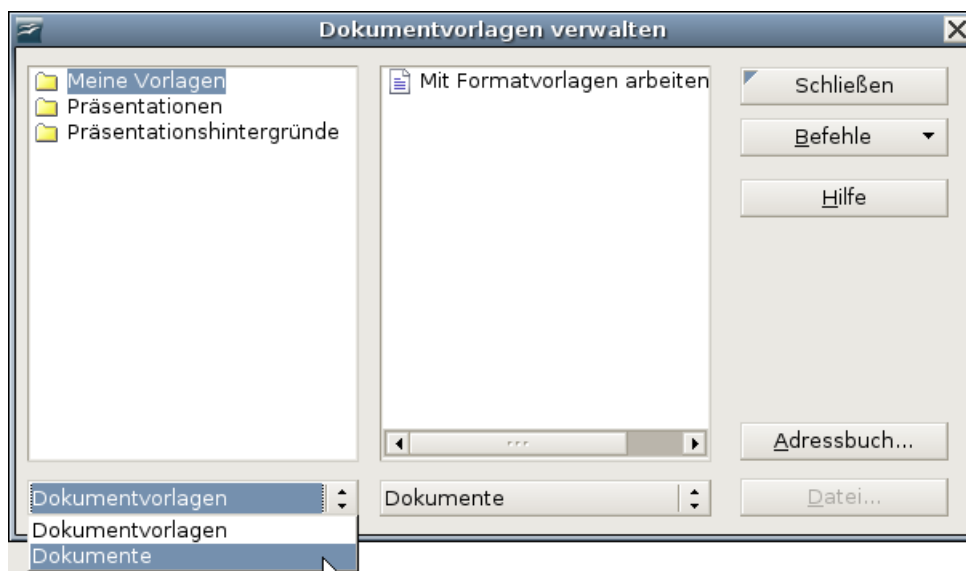 Dokumentvorlagen verwalten
Meine Vorlagen
Präsentationen
Präsentationshintergründe
Mit Formatvorlagen arbeiten
Schließen
Befehle
Hilfe
Adressbuch...
Datei...
Dokumentvorlagen
Dokumente
Dokumentvorlagen
Dokumente